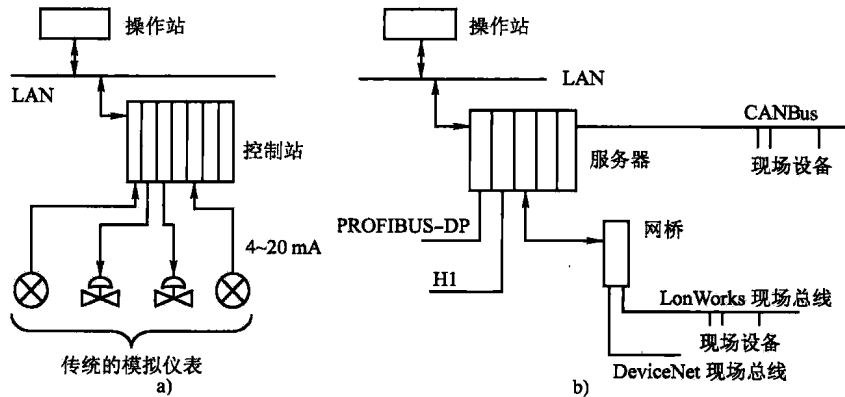 操作站
LAN
控制站
4~20 mA
传统的模拟仪表
a)
操作站
LAN
CANBus
现场设备
服务器
PROFIBUS-DP
网桥
H1
LonWorks 现场总线
现场设备
DeviceNet 现场总线
b)